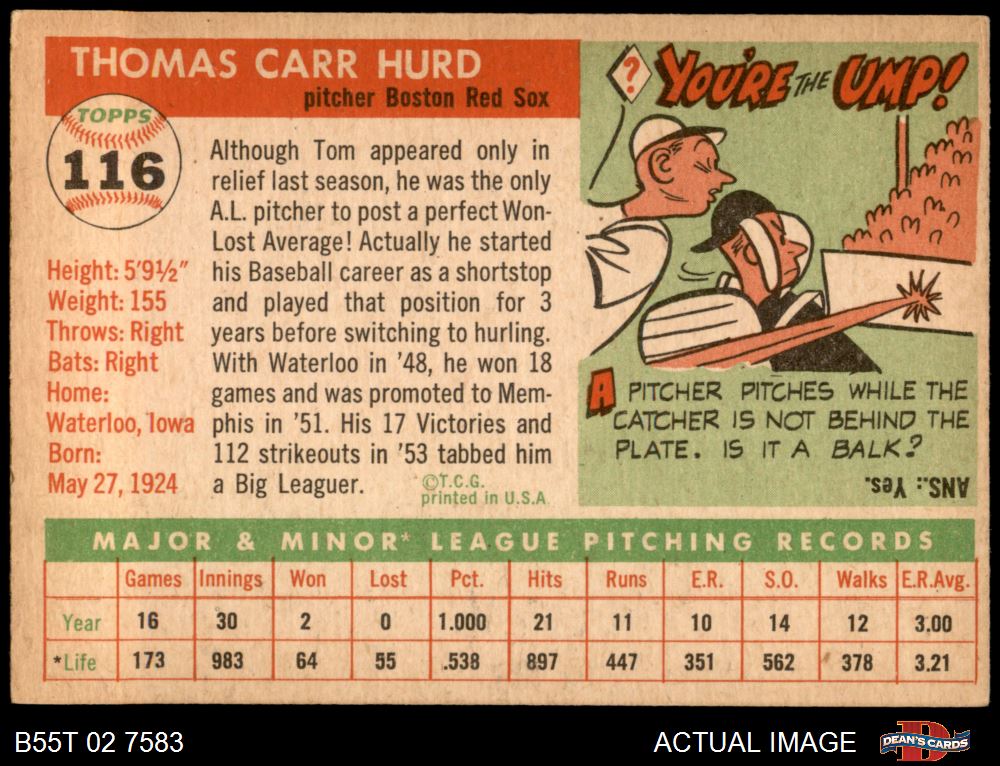 THOMAS CARR HURD
pitcher Boston Red Sox
TOPPS
116
Height: 5'9½"
Weight: 155
Throws: Right
Bats: Right
Home:
Waterloo, Iowa
Born:
May 27, 1924
Although Tom appeared only in
relief last season, he was the only
A.L. pitcher to post a perfect Won-
Lost Average! Actually he started
his Baseball career as a shortstop
and played that position for 3
years before switching to hurling.
With Waterloo in '48, he won 18
games and was promoted to Mem-
phis in '51. His 17 Victories and
112 strikeouts in '53 tabbed him
a Big Leaguer.
©T.C.G.
printed in U.S.A.
? YOU'RE THE UMP!
A PITCHER PITCHES WHILE THE
CATCHER IS NOT BEHIND THE
PLATE. IS IT A BALK?
ANS.: Yes.
MAJOR & MINOR* LEAGUE PITCHING RECORDS
Games Innings Won Lost Pct. Hits Runs E.R. S.O. Walks E.R.Avg.
Year 16 30 2 0 1.000 21 11 10 14 12 3.00
*Life 173 983 64 55 .538 897 447 351 562 378 3.21
B55T 02 7583
ACTUAL IMAGE
DEAN'S CARDS